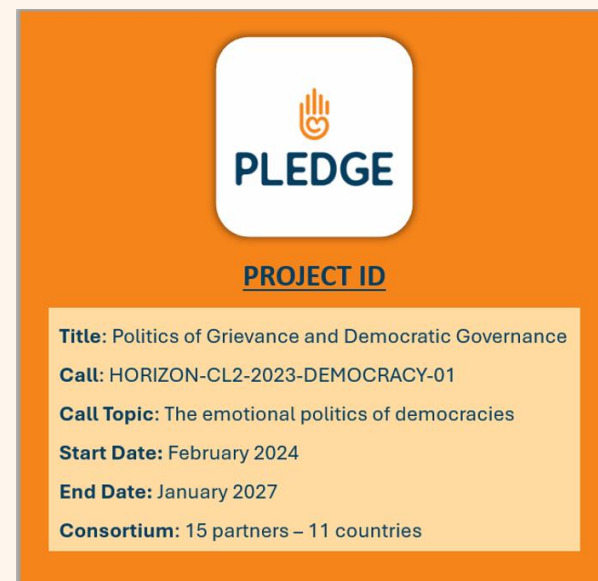 PLEDGE
PROJECT ID
Title: Politics of Grievance and Democratic Governance
Call: HORIZON-CL2-2023-DEMOCRACY-01
Call Topic: The emotional politics of democracies
Start Date: February 2024
End Date: January 2027
Consortium: 15 partners – 11 countries